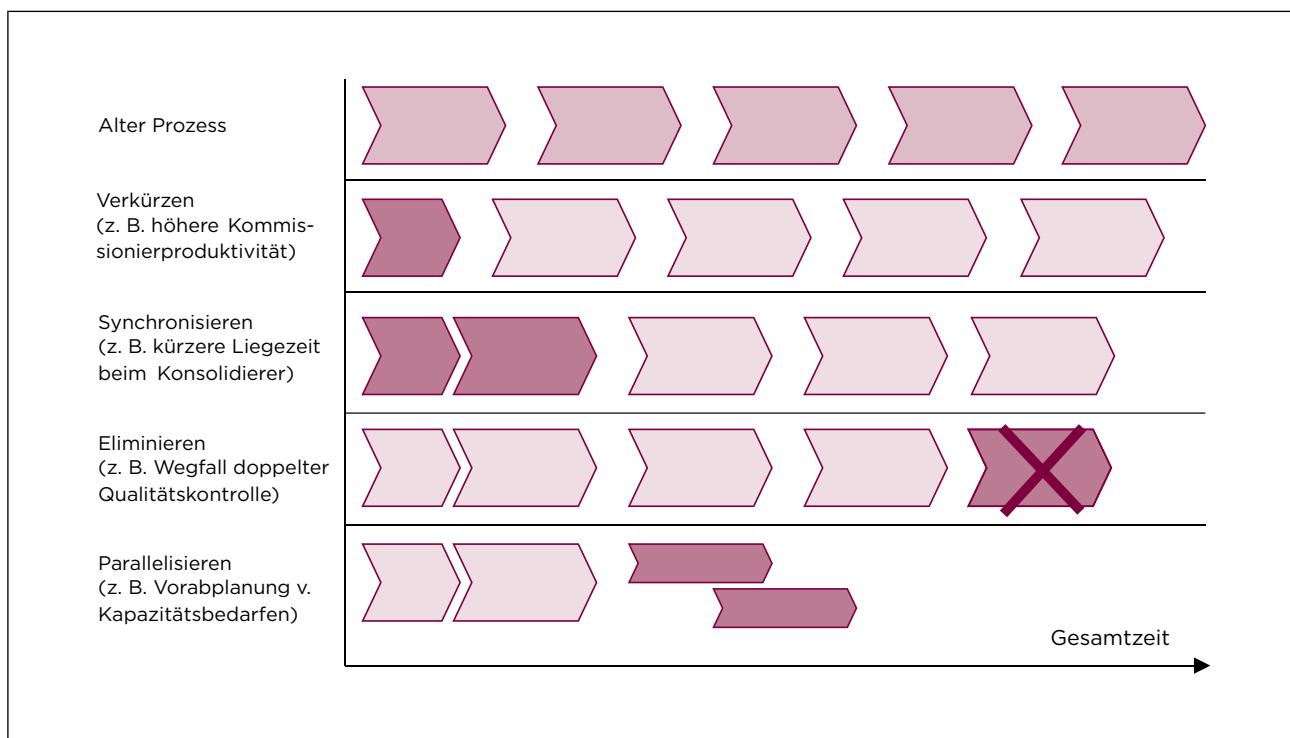 Alter Prozess
Verkürzen
(z. B. höhere Kommis-
sionierproduktivität)
Synchronisieren
(z. B. kürzere Liegezeit
beim Konsolidierer)
Eliminieren
(z. B. Wegfall doppelter
Qualitätskontrolle)
Parallelisieren
(z. B. Vorabplanung v.
Kapazitätsbedarfen)
Gesamtzeit